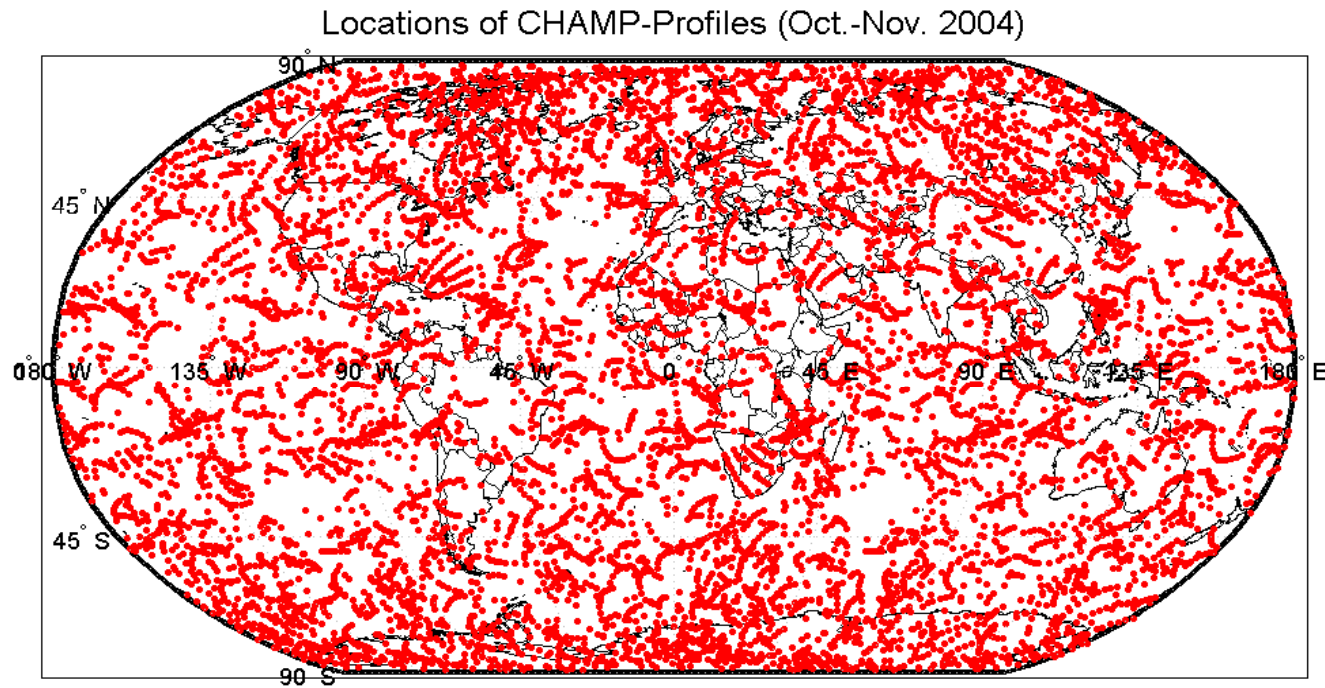 Locations of CHAMP-Profiles (Oct.-Nov. 2004)
90° N
45° N
180° W 135° W 90° W 45° W 0° 45° E 90° E 135° E 180° E
45° S
90° S